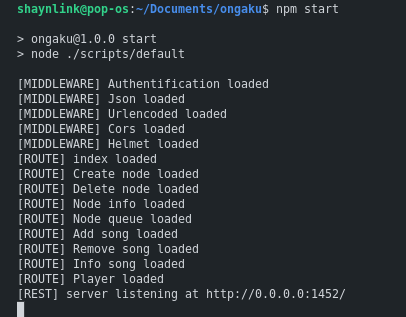 shaynlink@pop-os:~/Documents/ongaku$ npm start
> ongaku@1.0.0 start
> node ./scripts/default
[MIDDLEWARE] Authentification loaded
[MIDDLEWARE] Json loaded
[MIDDLEWARE] Urlencoded loaded
[MIDDLEWARE] Cors loaded
[MIDDLEWARE] Helmet loaded
[ROUTE] index loaded
[ROUTE] Create node loaded
[ROUTE] Delete node loaded
[ROUTE] Node info loaded
[ROUTE] Node queue loaded
[ROUTE] Add song loaded
[ROUTE] Remove song loaded
[ROUTE] Info song loaded
[ROUTE] Player loaded
[REST] server listening at http://0.0.0.0:1452/